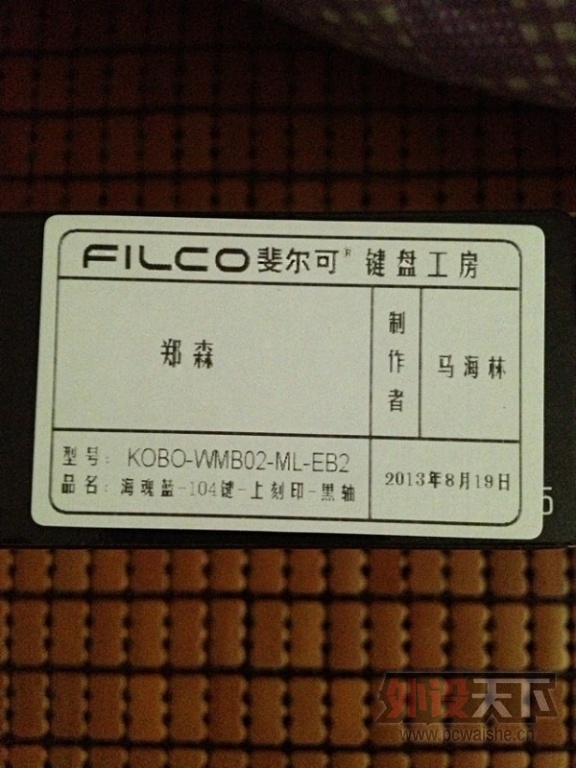 FILCO斐尔可® 键盘工房
郑森
制作者
马海林
型号: KOBO-WMB02-ML-EB2
品名: 海魂蓝-104键-上刻印-黑轴
2013年8月19日
5
外设天下
www.pcwaishe.cn